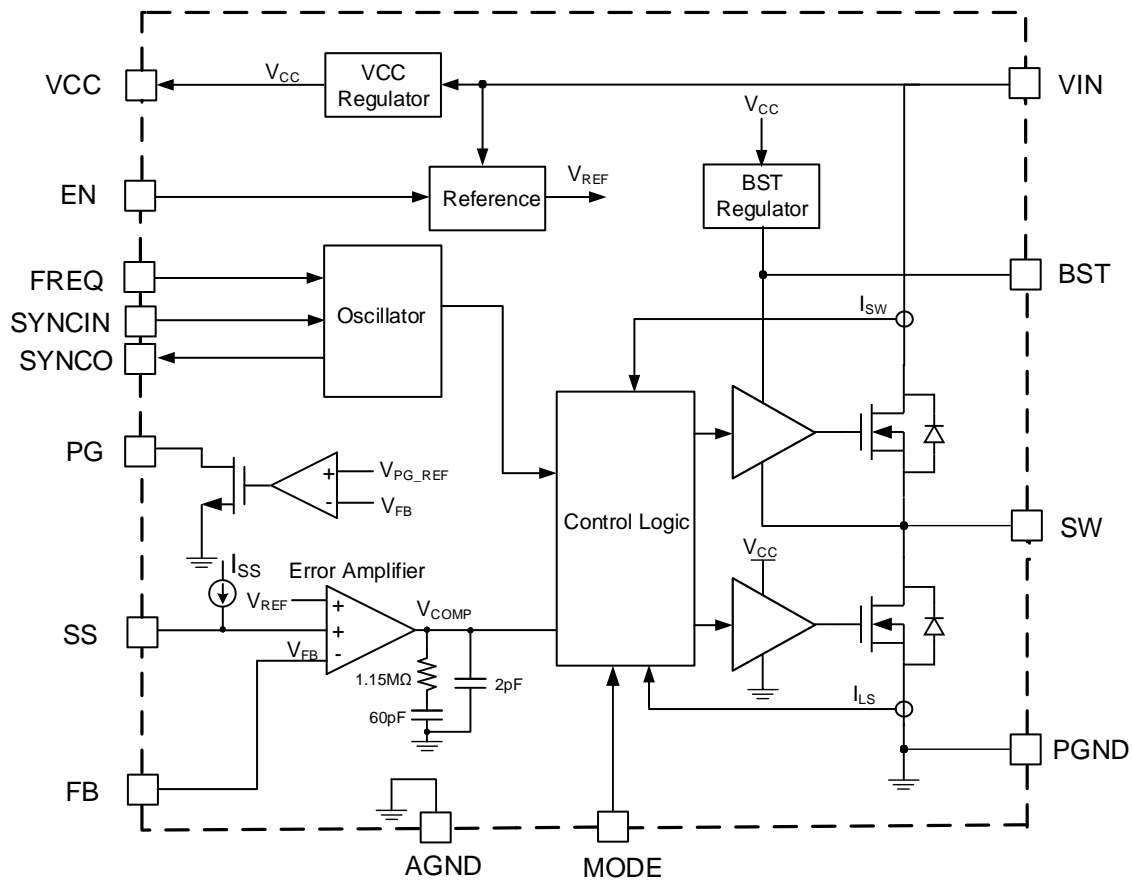 VCC
VCC
VCC
Regulator
VIN
VCC
EN
Reference
VREF
BST
Regulator
FREQ
BST
SYNCIN
Oscillator
ISW
SYNCO
PG
+
VPG_REF
-
VFB
Control Logic
SW
ISS
Error Amplifier
VCC
VREF
+
VCOMP
SS
+
VFB
-
1.15MΩ
2pF
60pF
ILS
PGND
FB
AGND
MODE